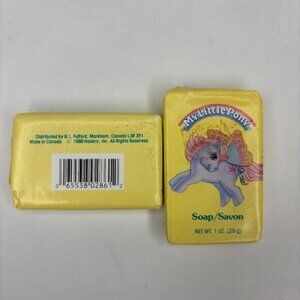 Distributed by G.T. Fulford, Markham, Canada L3R 3P1
Made in Canada © 1988 Hasbro, Inc. All Rights Reserved.
0 65538 02861 2
My Little Pony
Soap/Savon
NET WT. 1 OZ. (28 g)